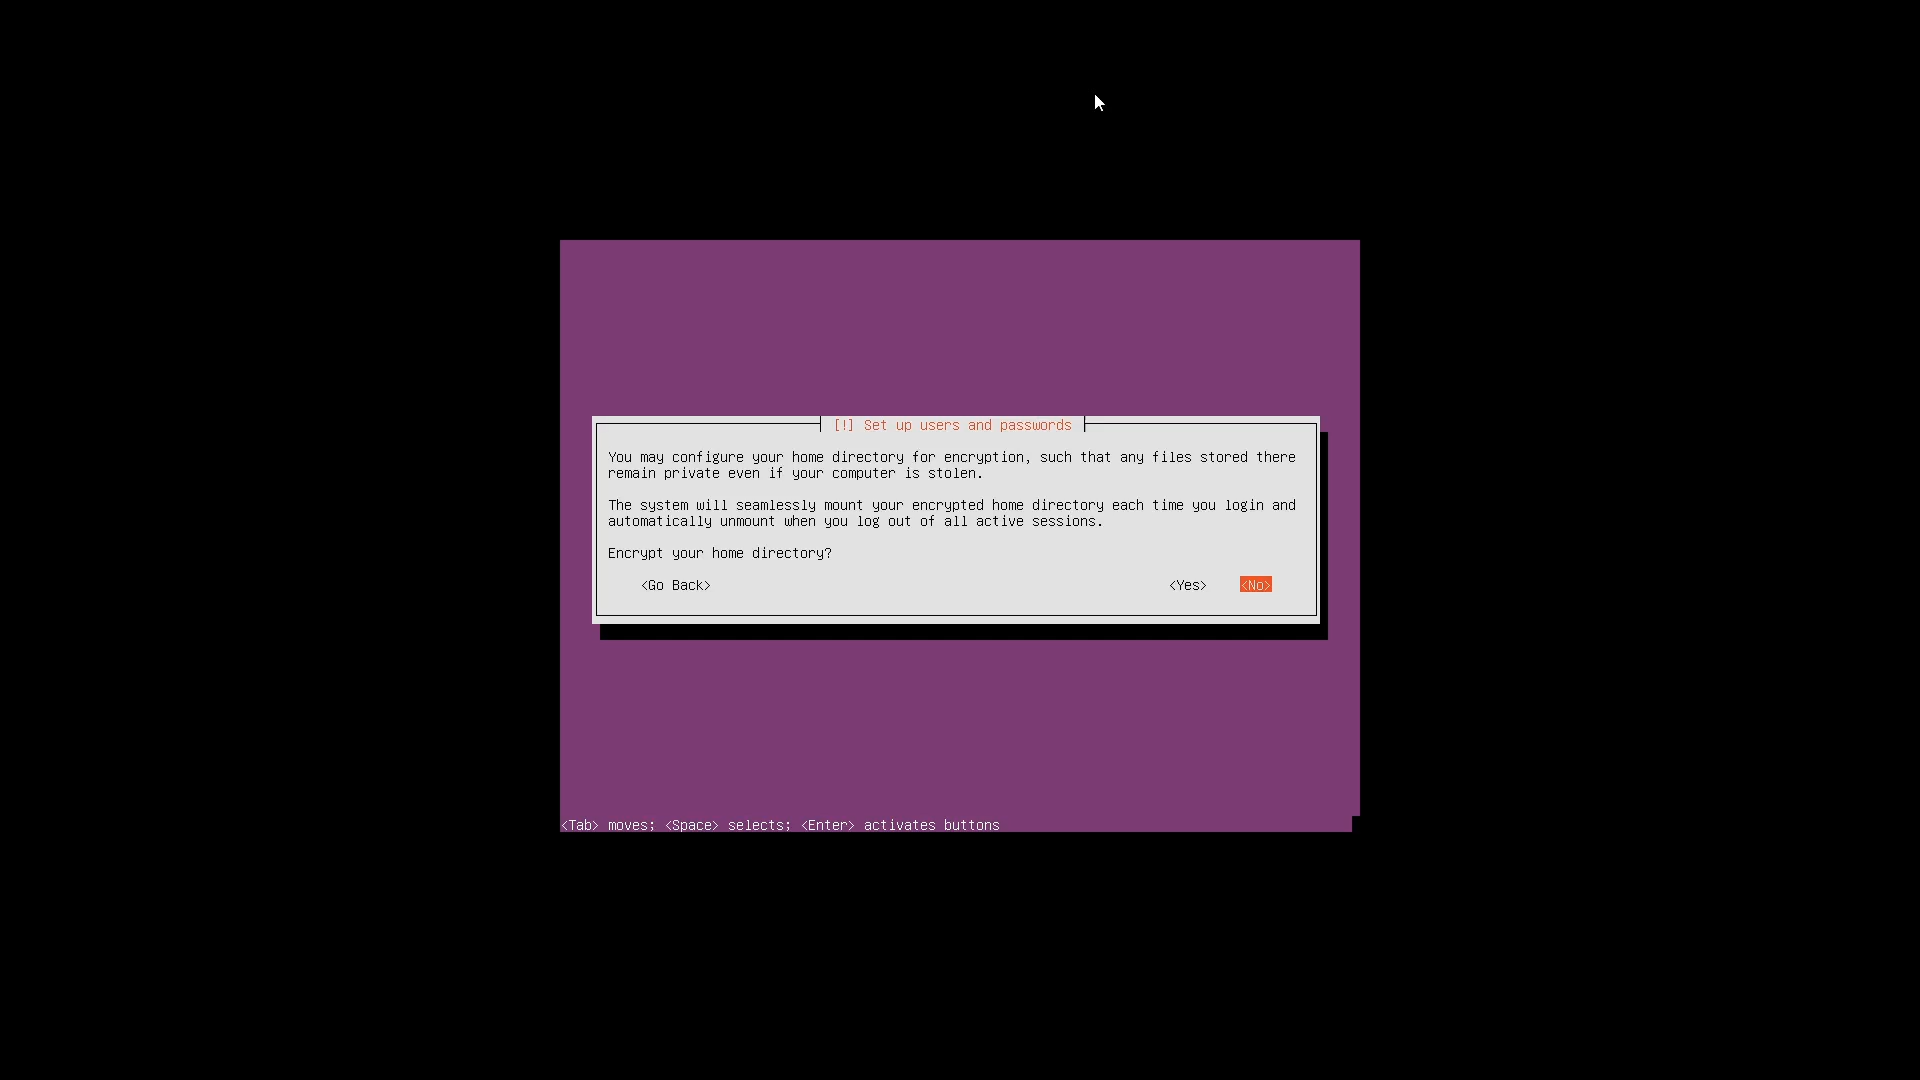 [!] Set up users and passwords
You may configure your home directory for encryption, such that any files stored there
remain private even if your computer is stolen.
The system will seamlessly mount your encrypted home directory each time you login and
automatically unmount when you log out of all active sessions.
Encrypt your home directory?
<Go Back> <Yes> <No>
<Tab> moves; <Space> selects; <Enter> activates buttons